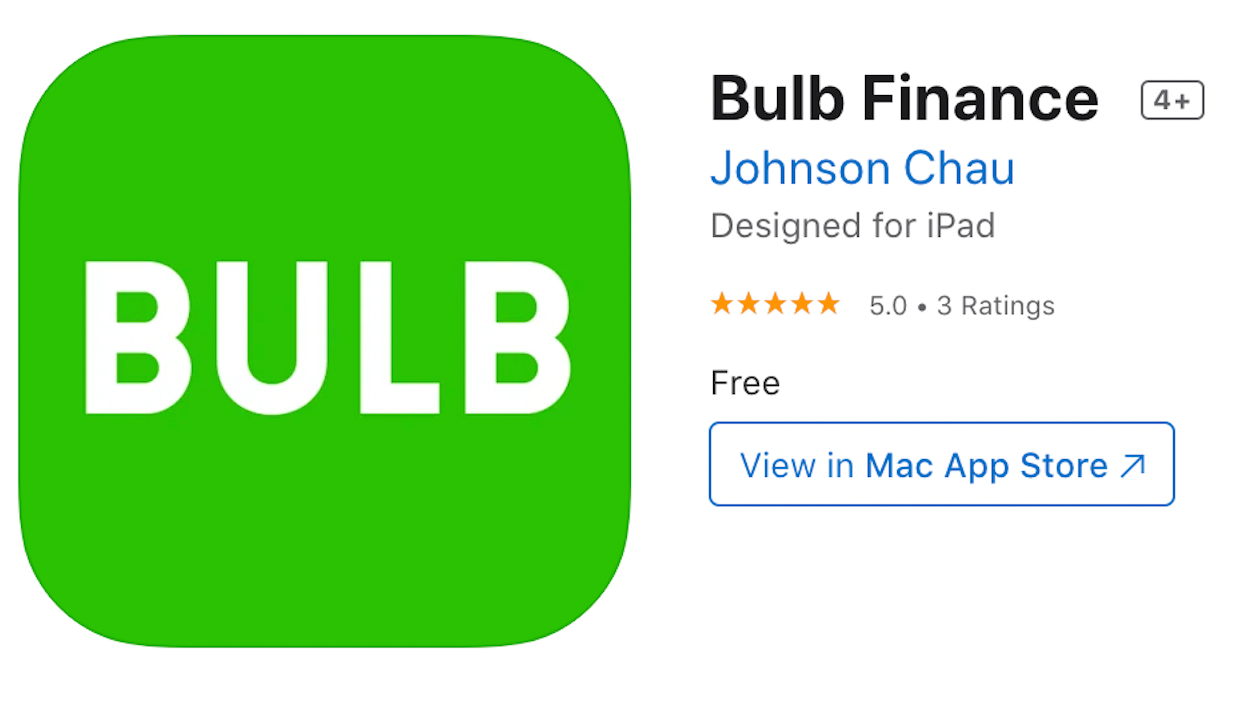 BULB
Bulb Finance 4+
Johnson Chau
Designed for iPad
★★★★★ 5.0 • 3 Ratings
Free
View in Mac App Store ↗